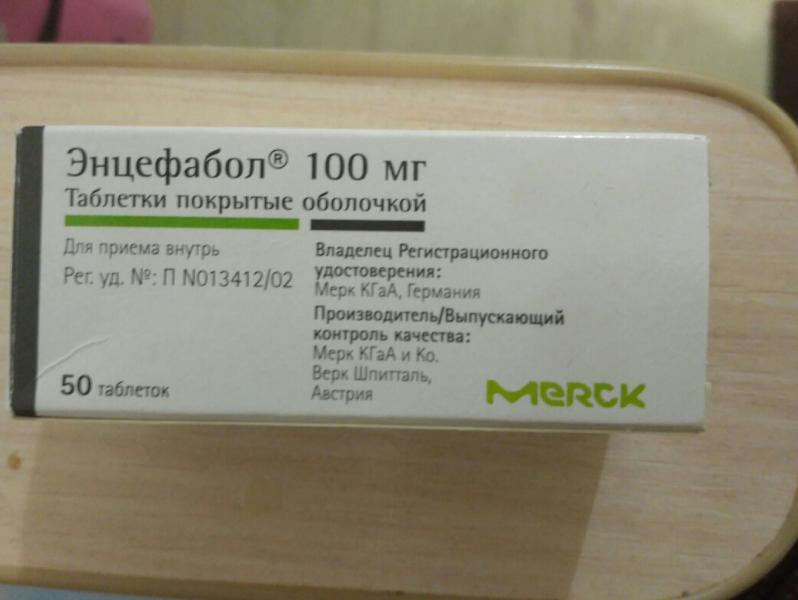 Энцефабол® 100 мг
Таблетки покрытые оболочкой
Для приема внутрь
Рег. уд. №: П N013412/02
50 таблеток
Владелец Регистрационного
удостоверения:
Мерк КГаА, Германия
Производитель/Выпускающий
контроль качества:
Мерк КГаА и Ко.
Верк Шпитталь,
Австрия
Merck